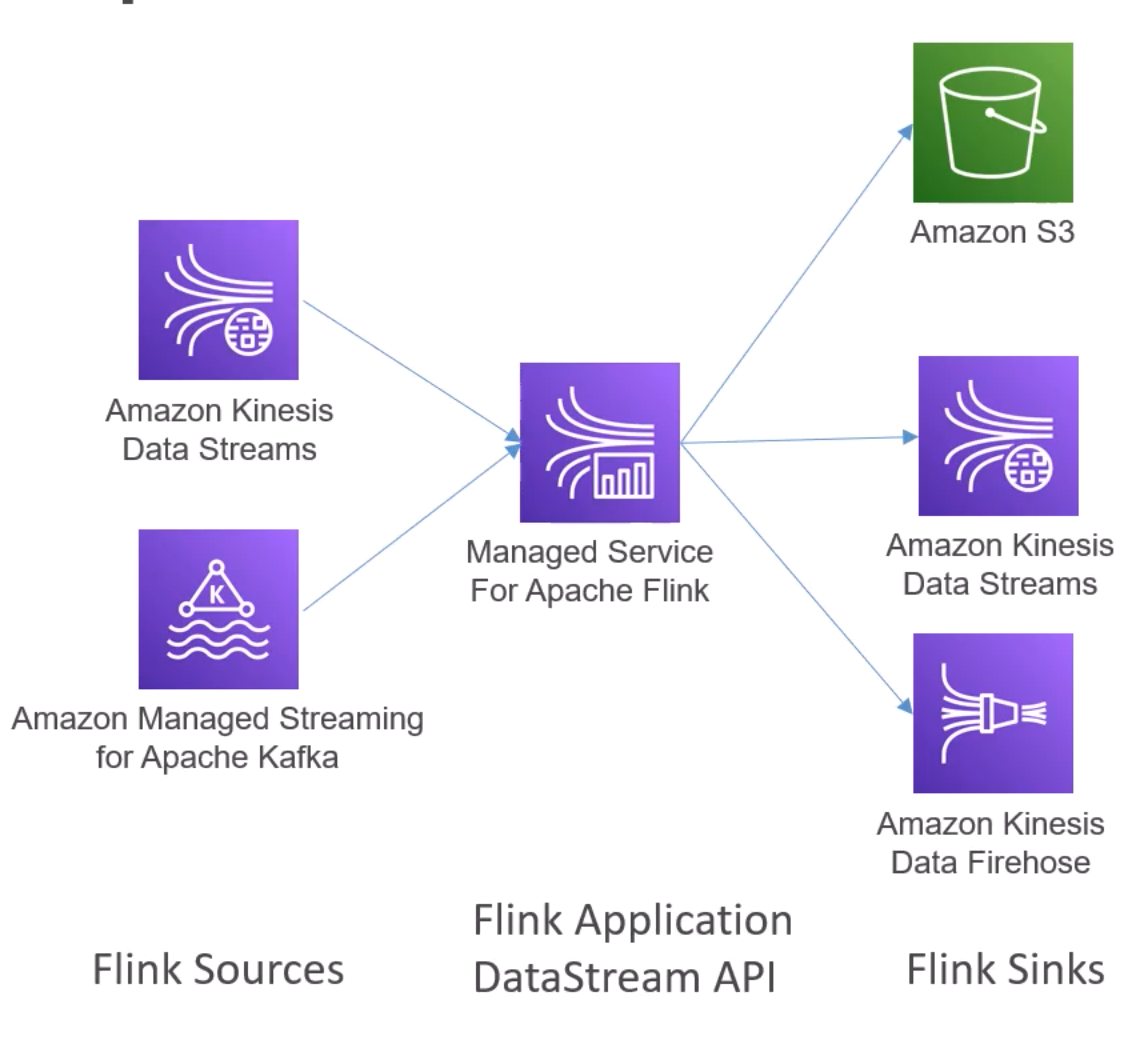 Amazon S3
Amazon Kinesis
Data Streams
K
Amazon Managed Streaming
for Apache Kafka
Managed Service
For Apache Flink
Amazon Kinesis
Data Streams
Amazon Kinesis
Data Firehose
Flink Sources
Flink Application
DataStream API
Flink Sinks